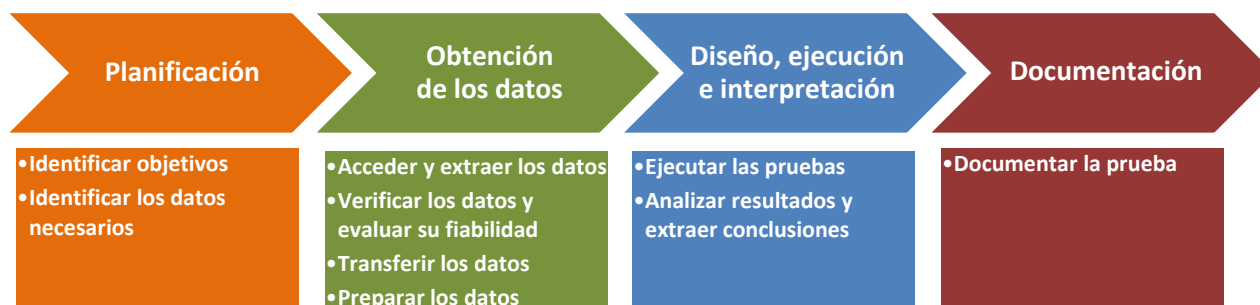 Planificación
Obtención
de los datos
Diseño, ejecución
e interpretación
Documentación
•Identificar objetivos
•Identificar los datos
necesarios
•Acceder y extraer los datos
•Verificar los datos y
evaluar su fiabilidad
•Transferir los datos
•Preparar los datos
•Ejecutar las pruebas
•Analizar resultados y
extraer conclusiones
•Documentar la prueba